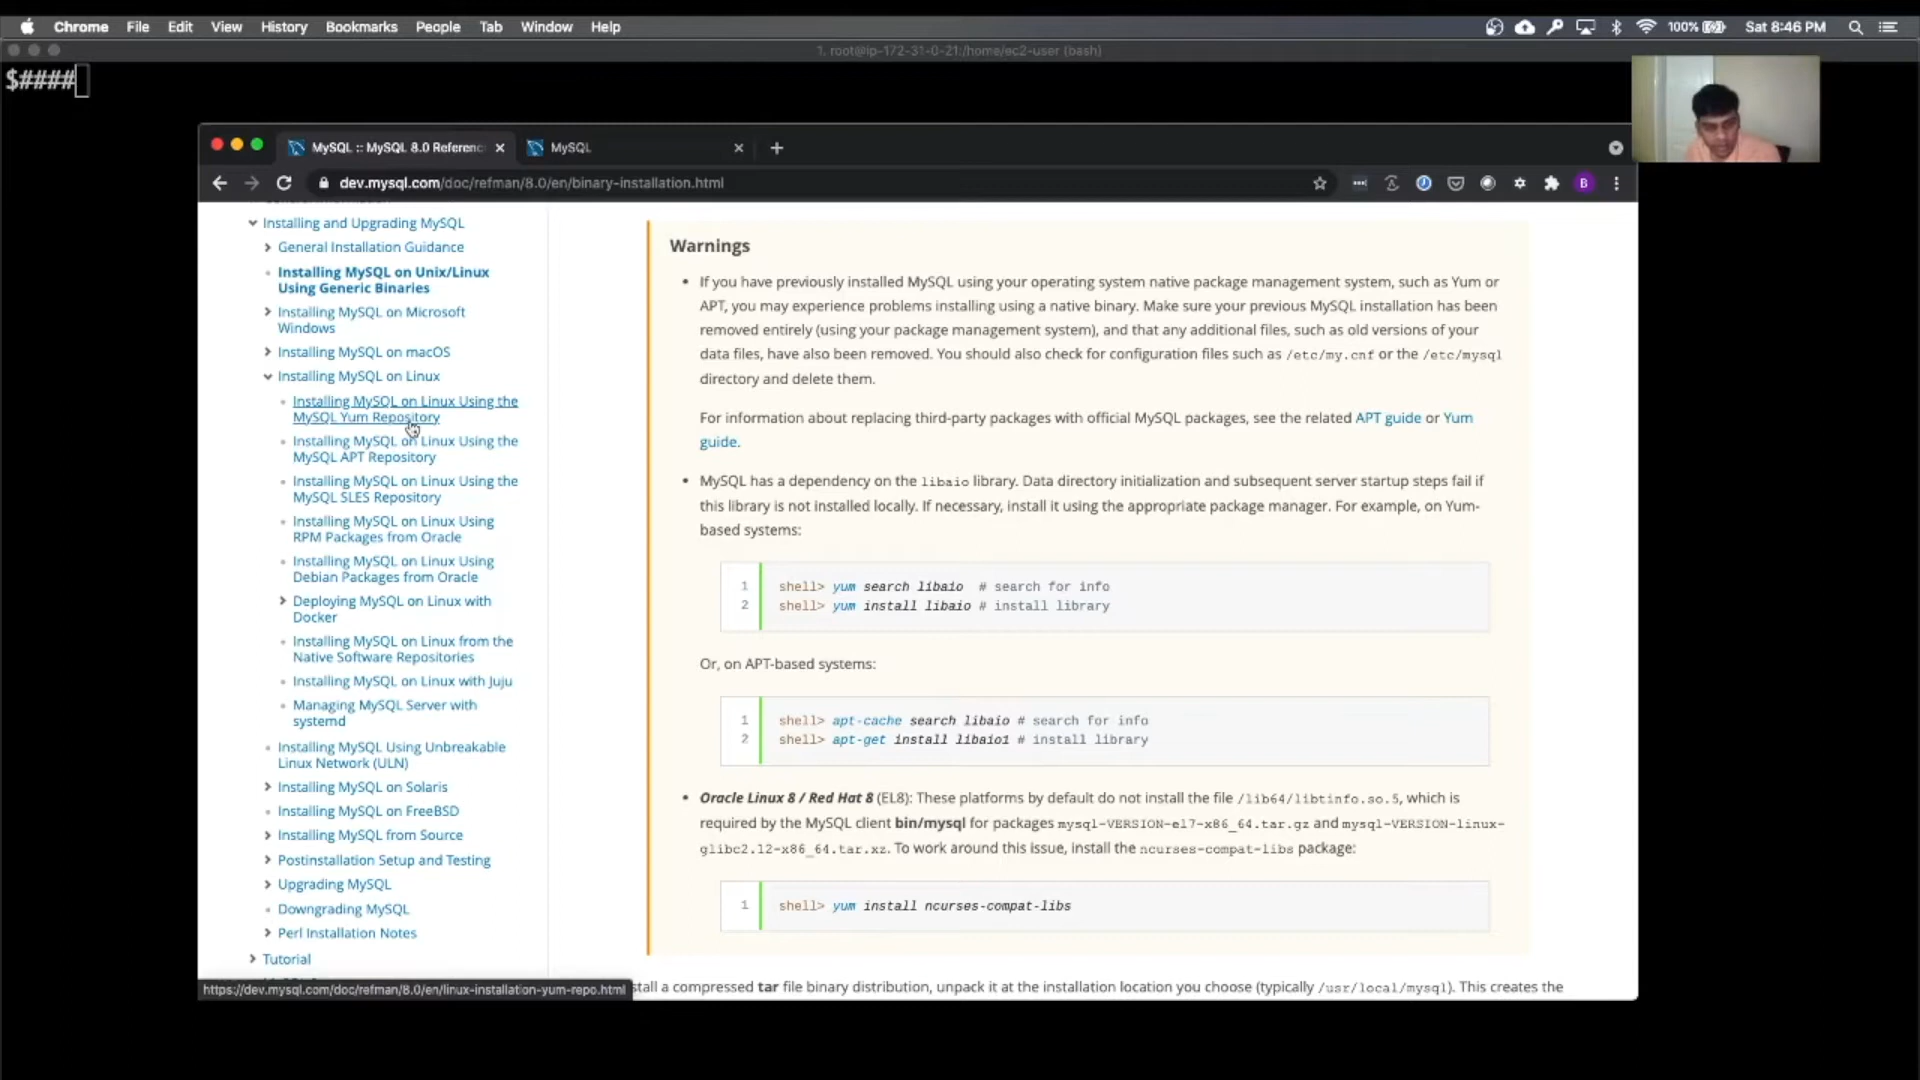 Chrome File Edit View History Bookmarks People Tab Window Help 100% Sat 8:46 PM
1. root@ip-172-31-0-21:/home/ec2-user (bash)
$####
MySQL :: MySQL 8.0 Referenc
MySQL
dev.mysql.com/doc/refman/8.0/en/binary-installation.html
B
Installing and Upgrading MySQL
General Installation Guidance
Installing MySQL on Unix/Linux
Using Generic Binaries
Installing MySQL on Microsoft
Windows
Installing MySQL on macOS
Installing MySQL on Linux
Installing MySQL on Linux Using the
MySQL Yum Repository
Installing MySQL on Linux Using the
MySQL APT Repository
Installing MySQL on Linux Using the
MySQL SLES Repository
Installing MySQL on Linux Using
RPM Packages from Oracle
Installing MySQL on Linux Using
Debian Packages from Oracle
Deploying MySQL on Linux with
Docker
Installing MySQL on Linux from the
Native Software Repositories
Installing MySQL on Linux with Juju
Managing MySQL Server with
systemd
Installing MySQL Using Unbreakable
Linux Network (ULN)
Installing MySQL on Solaris
Installing MySQL on FreeBSD
Installing MySQL from Source
Postinstallation Setup and Testing
Upgrading MySQL
Downgrading MySQL
Perl Installation Notes
Tutorial
https://dev.mysql.com/doc/refman/8.0/en/linux-installation-yum-repo.html
Warnings
• If you have previously installed MySQL using your operating system native package management system, such as Yum or
APT, you may experience problems installing using a native binary. Make sure your previous MySQL installation has been
removed entirely (using your package management system), and that any additional files, such as old versions of your
data files, have also been removed. You should also check for configuration files such as /etc/my.cnf or the /etc/mysql
directory and delete them.
For information about replacing third-party packages with official MySQL packages, see the related APT guide or Yum
guide.
• MySQL has a dependency on the libaio library. Data directory initialization and subsequent server startup steps fail if
this library is not installed locally. If necessary, install it using the appropriate package manager. For example, on Yum-
based systems:
1 shell> yum search libaio # search for info
2 shell> yum install libaio # install library
Or, on APT-based systems:
1 shell> apt-cache search libaio # search for info
2 shell> apt-get install libaio1 # install library
• Oracle Linux 8 / Red Hat 8 (EL8): These platforms by default do not install the file /lib64/libtinfo.so.5, which is
required by the MySQL client bin/mysql for packages mysql-VERSION-el7-x86_64.tar.gz and mysql-VERSION-linux-
glibc2.12-x86_64.tar.xz. To work around this issue, install the ncurses-compat-libs package:
1 shell> yum install ncurses-compat-libs
stall a compressed tar file binary distribution, unpack it at the installation location you choose (typically /usr/local/mysql). This creates the